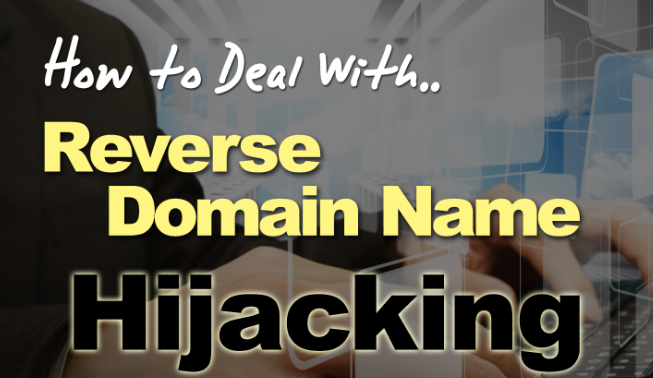 How to Deal With..
Reverse
Domain Name
Hijacking